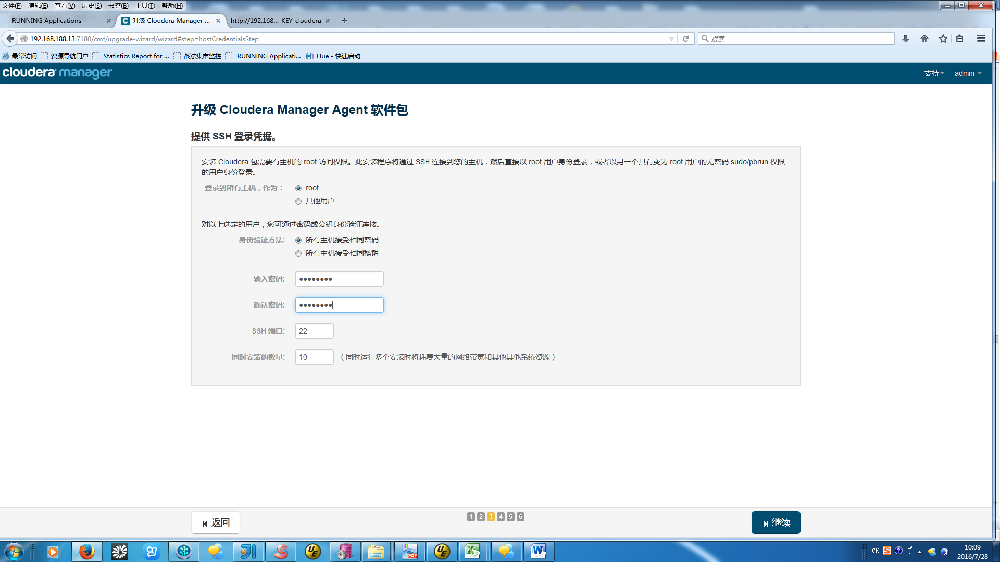 文件(F) 编辑(E) 查看(V) 历史(S) 书签(B) 工具(T) 帮助(H)
RUNNING Applications × 升级 Cloudera Manager ... × http://192.168...-KEY-cloudera × +
192.168.188.13:7180/cmf/upgrade-wizard/wizard#step=hostCredentialsStep 搜索
最常访问 资源导航门户 Statistics Report for ... 战法集市监控 RUNNING Applicati... Hue - 快速启动
cloudera manager 支持 admin
升级 Cloudera Manager Agent 软件包
提供 SSH 登录凭据。
安装 Cloudera 包需要有主机的 root 访问权限。此安装程序将通过 SSH 连接到您的主机，然后直接以 root 用户身份登录，或者以另一个具有变为 root 用户的无密码 sudo/pbrun 权限
的用户身份登录。
登录到所有主机，作为： root
其他用户
对以上选定的用户，您可通过密码或公钥身份验证连接。
身份验证方法: 所有主机接受相同密码
所有主机接受相同私钥
输入密码: ●●●●●●●●
确认密码: ●●●●●●●●
SSH 端口: 22
同时安装的数量: 10 （同时运行多个安装时将耗费大量的网络带宽和其他其他系统资源）
返回 1 2 3 4 5 6 继续
CH 10:09
2016/7/28